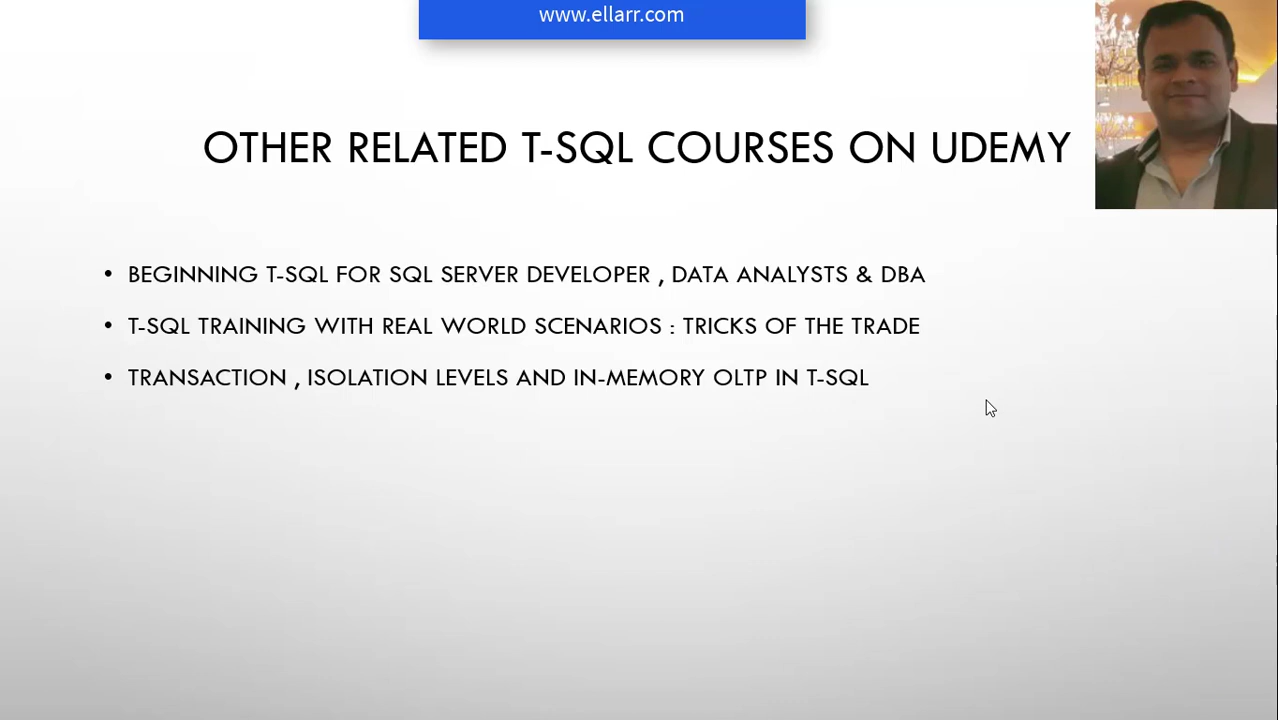 www.ellarr.com
OTHER RELATED T-SQL COURSES ON UDEMY
• BEGINNING T-SQL FOR SQL SERVER DEVELOPER , DATA ANALYSTS & DBA
• T-SQL TRAINING WITH REAL WORLD SCENARIOS : TRICKS OF THE TRADE
• TRANSACTION , ISOLATION LEVELS AND IN-MEMORY OLTP IN T-SQL